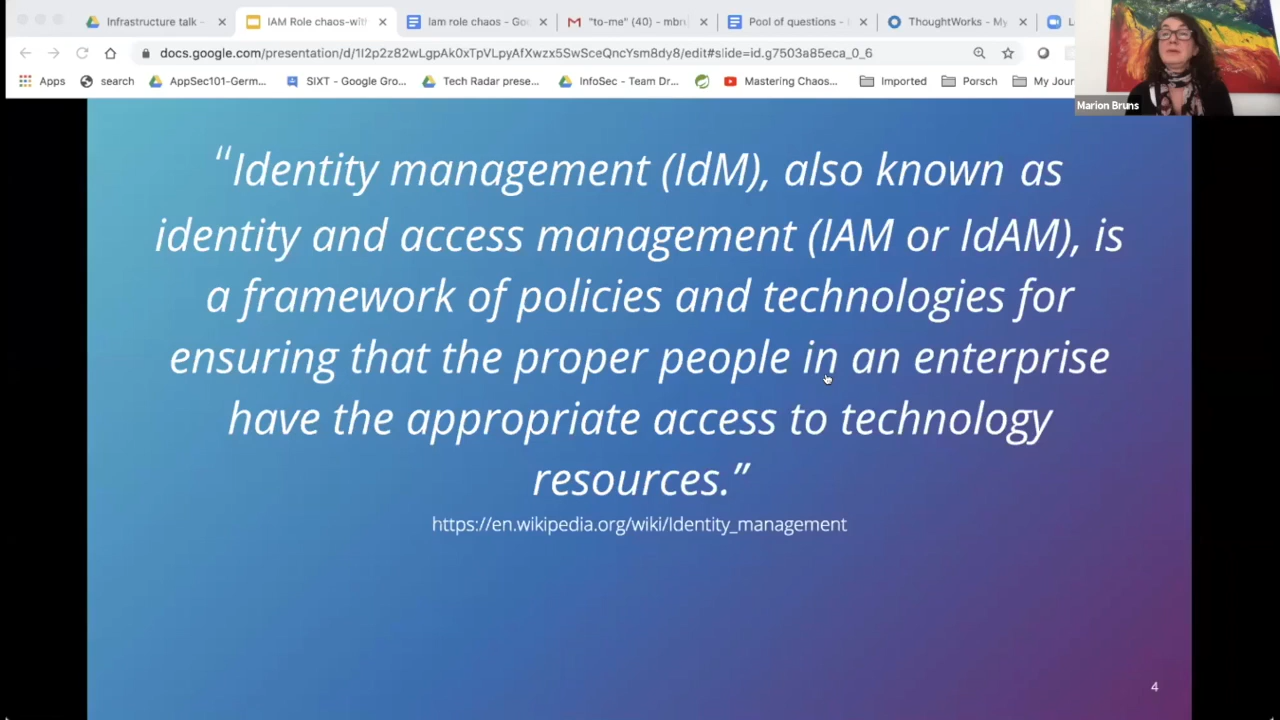 Infrastructure talk -
IAM Role chaos-with
Iam role chaos - Goo
"to-me" (40) - mbru
Pool of questions -
ThoughtWorks - My
docs.google.com/presentation/d/1I2p2z82wLgpAk0xTpVLpyAfXwzx5SwSceQncYsm8dy8/edit#slide=id.g7503a85eca_0_6
Apps
search
AppSec101-Germ...
SIXT - Google Gro...
Tech Radar prese...
InfoSec - Team Dr...
Mastering Chaos...
Imported
Porsch
My Jour
Marion Bruns
“Identity management (IdM), also known as
identity and access management (IAM or IdAM), is
a framework of policies and technologies for
ensuring that the proper people in an enterprise
have the appropriate access to technology
resources.”
https://en.wikipedia.org/wiki/Identity_management
4